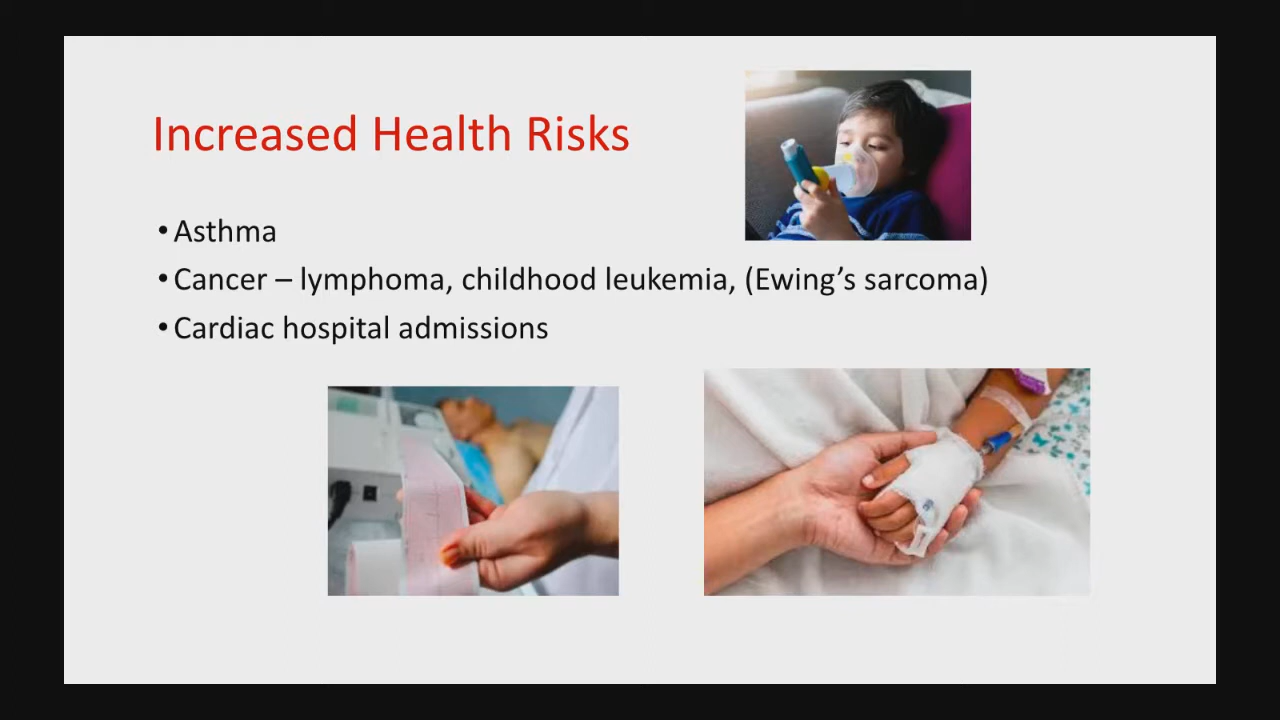 Increased Health Risks
• Asthma
• Cancer – lymphoma, childhood leukemia, (Ewing’s sarcoma)
• Cardiac hospital admissions